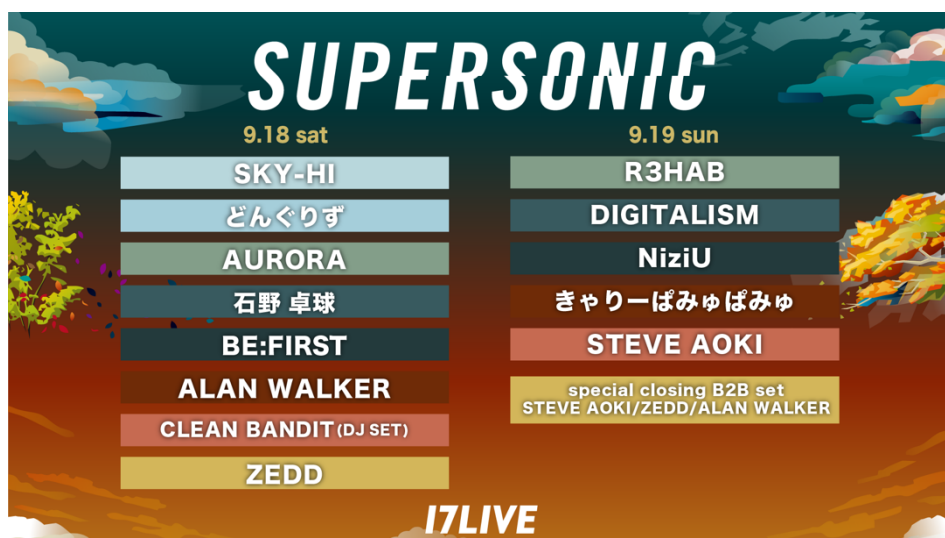 SUPERSONIC
9.18 sat
SKY-HI
どんぐりず
AURORA
石野 卓球
BE:FIRST
ALAN WALKER
CLEAN BANDIT(DJ SET)
ZEDD
9.19 sun
R3HAB
DIGITALISM
NiziU
きゃりーぱみゅぱみゅ
STEVE AOKI
special closing B2B set
STEVE AOKI/ZEDD/ALAN WALKER
17LIVE